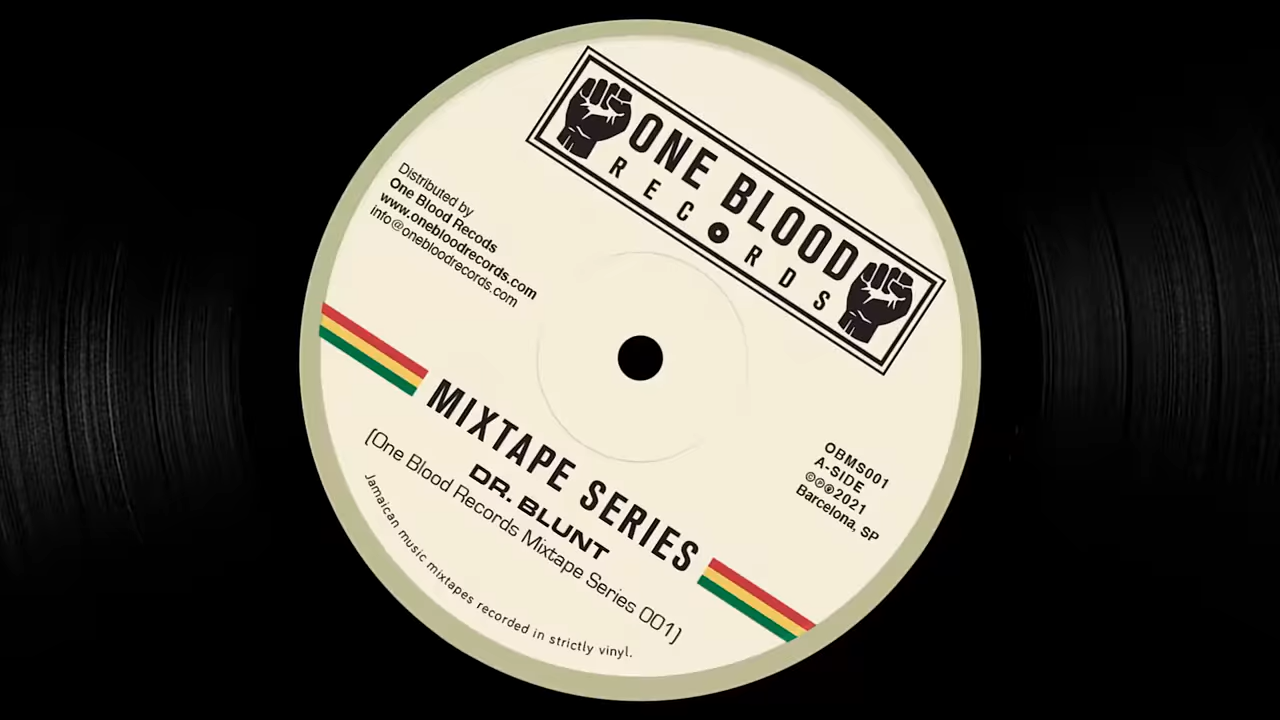 ONE BLOOD
RECORDS
Distributed by
One Blood Recods
www.onebloodrecords.com
info@onebloodrecords.com
MIXTAPE SERIES
DR. BLUNT
[One Blood Records Mixtape Series 001]
Jamaican music mixtapes recorded in strictly vinyl.
OBMS001
A-SIDE
©©℗2021
Barcelona, SP